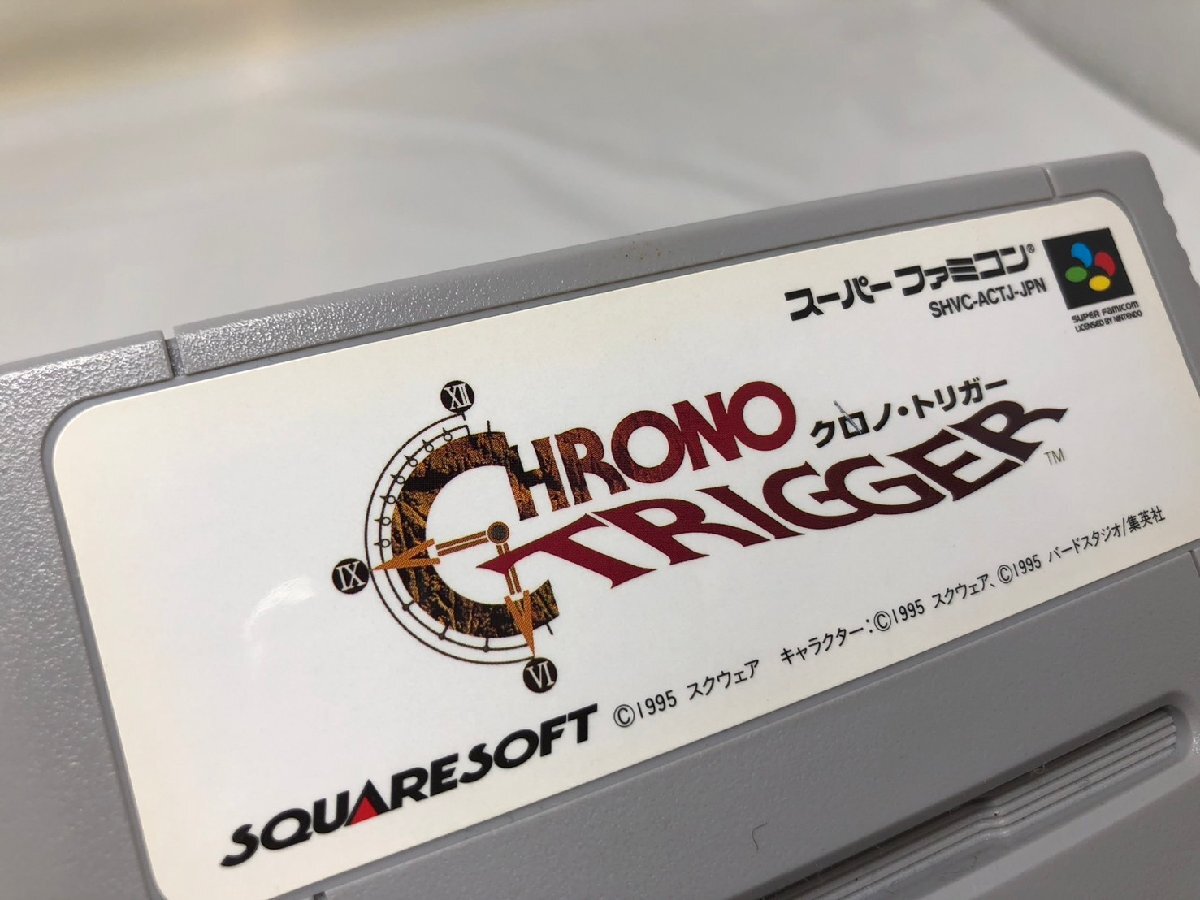 スーパーファミコン®
SHVC-ACTJ-JPN
SUPER FAMICOM
LICENSED BY NINTENDO
XII
IX
VI
CHRONO
クロノ・トリガー
TRIGGER™
SQUARESOFT ©1995 スクウェア キャラクター:©1995 スクウェア、©1995 バードスタジオ/集英社